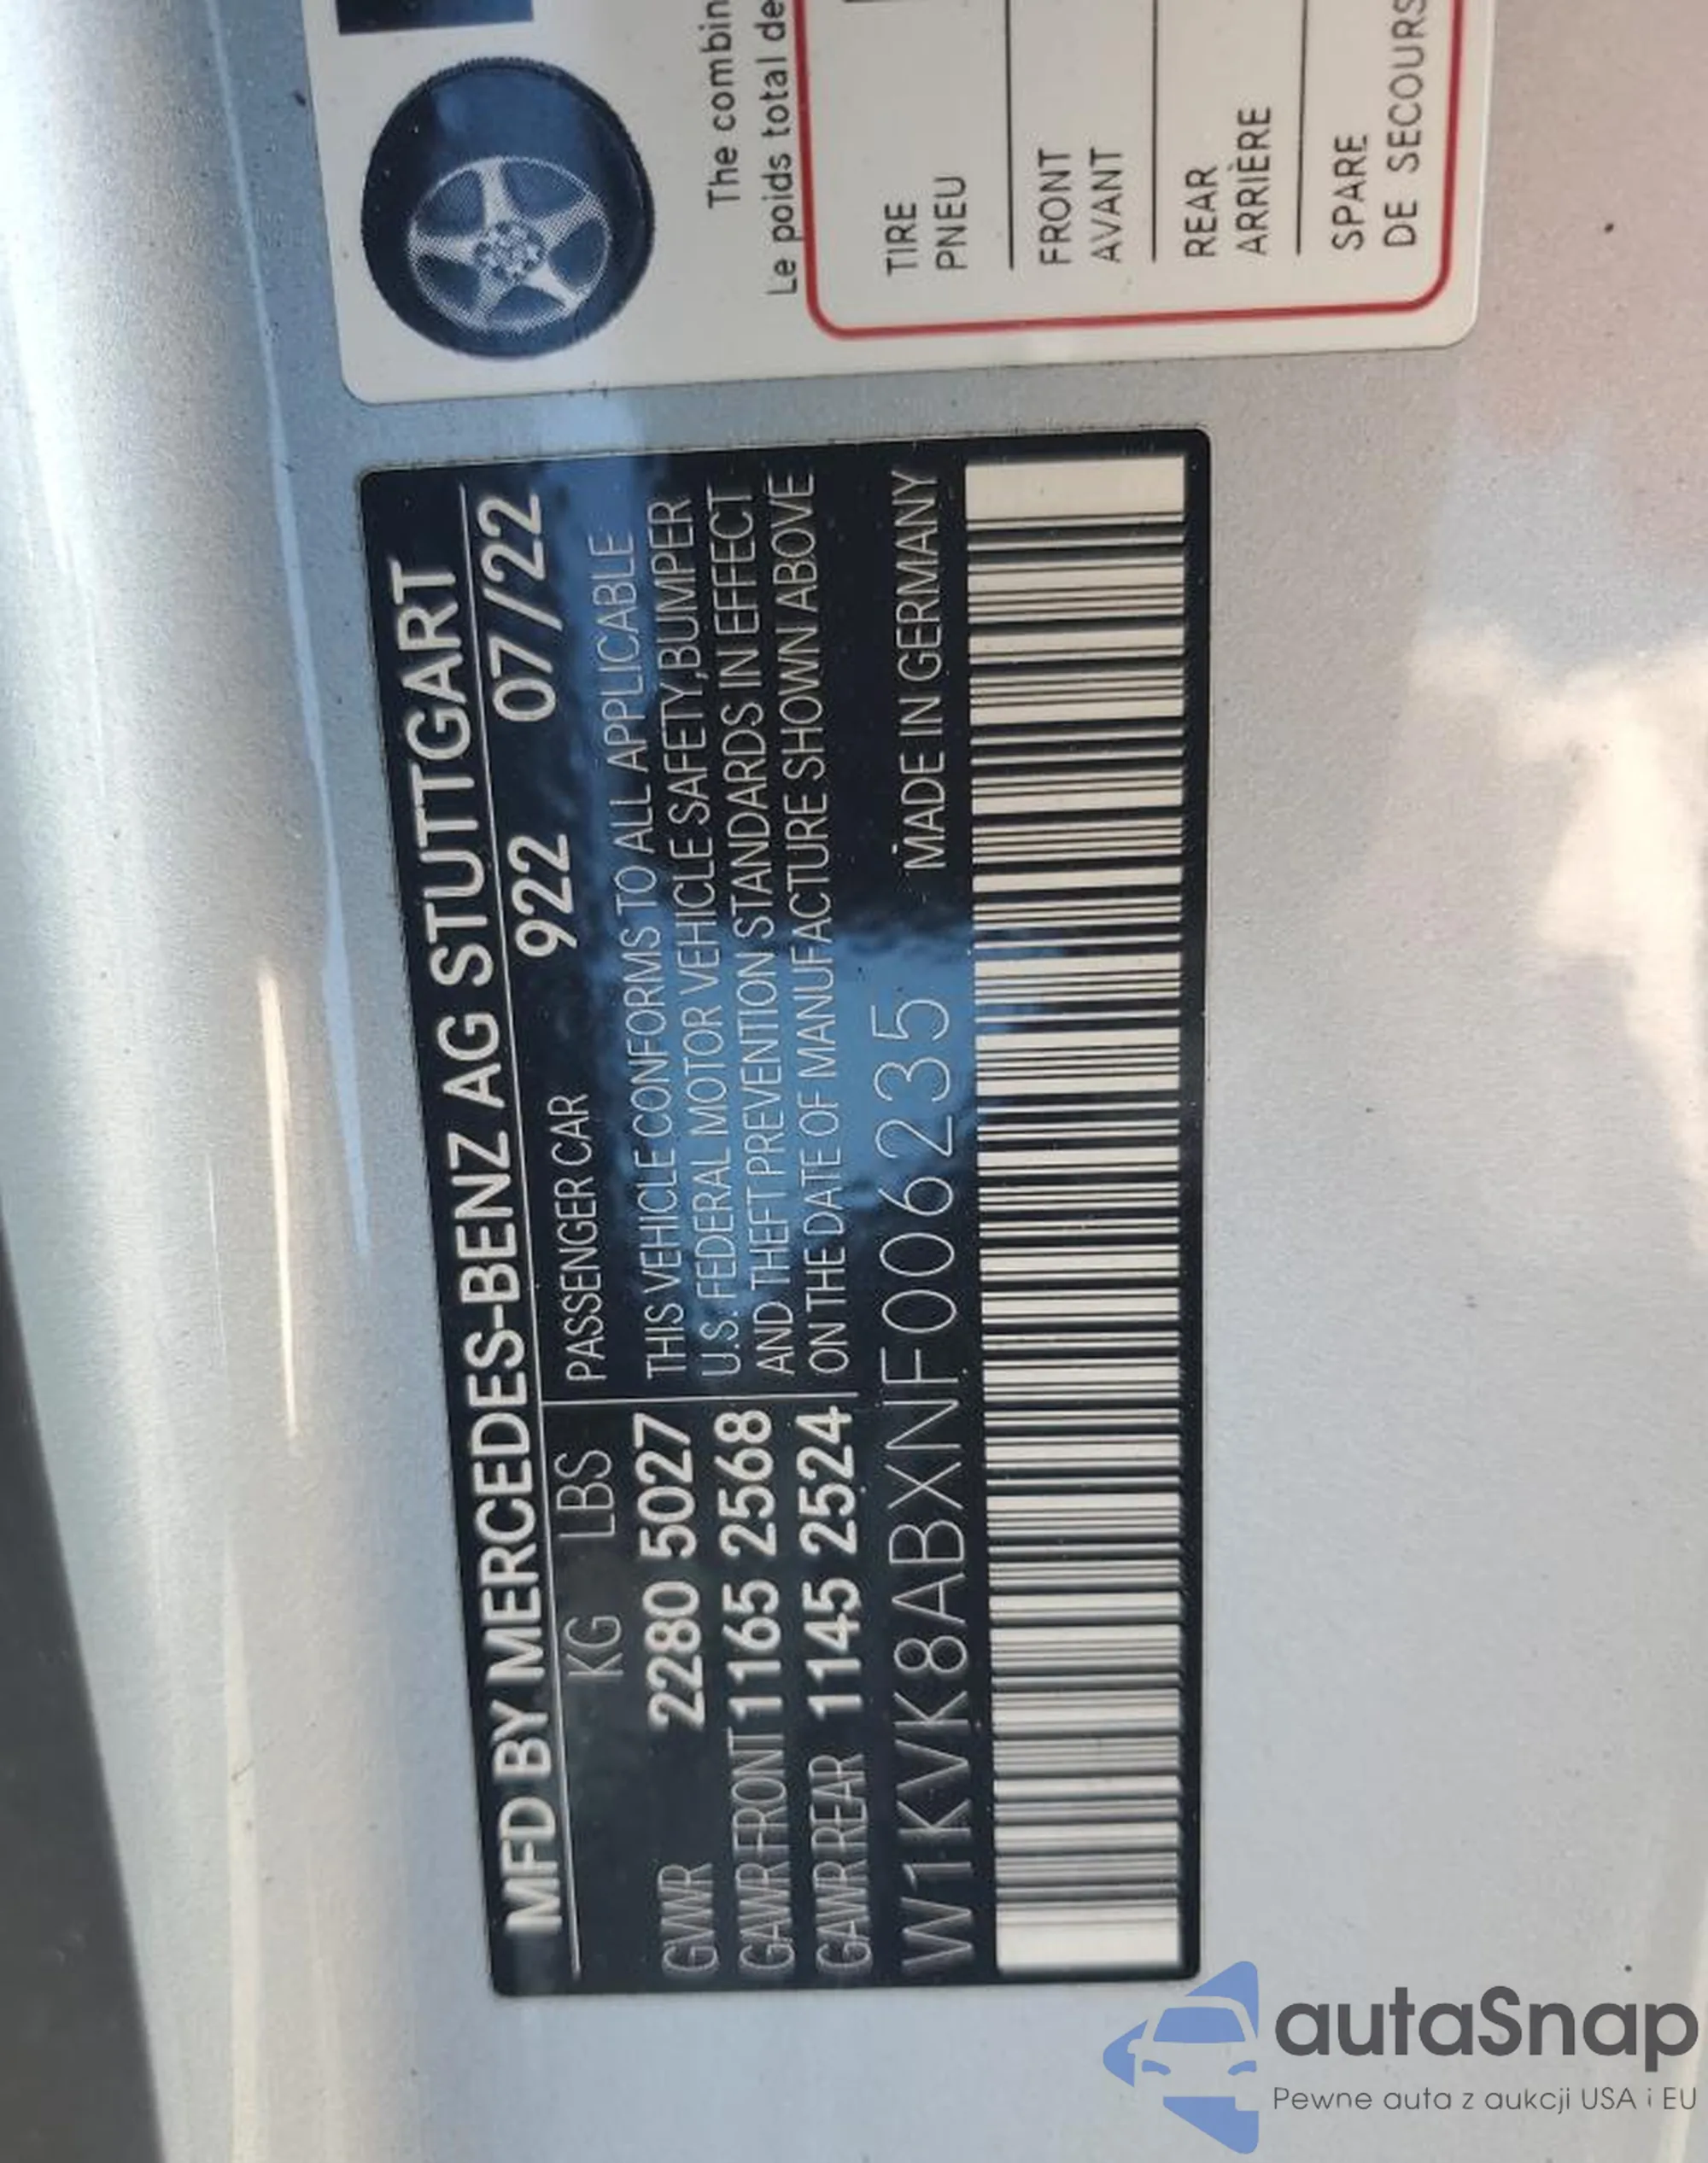 MFD BY MERCEDES-BENZ AG STUTTGART
KG LBS PASSENGER CAR 922 07/22
GVWR 2280 5027 THIS VEHICLE CONFORMS TO ALL APPLICABLE
GAWR FRONT 1165 2568 U.S. FEDERAL MOTOR VEHICLE SAFETY,BUMPER
GAWR REAR 1145 2524 AND THEFT PREVENTION STANDARDS IN EFFECT
ON THE DATE OF MANUFACTURE SHOWN ABOVE
W1KVK8ABXNF006235 MADE IN GERMANY
The combin
Le poids total de
TIRE
PNEU
FRONT
AVANT
REAR
ARRIÈRE
SPARE
DE SECOURS
autaSnap
Pewne auta z aukcji USA i EU